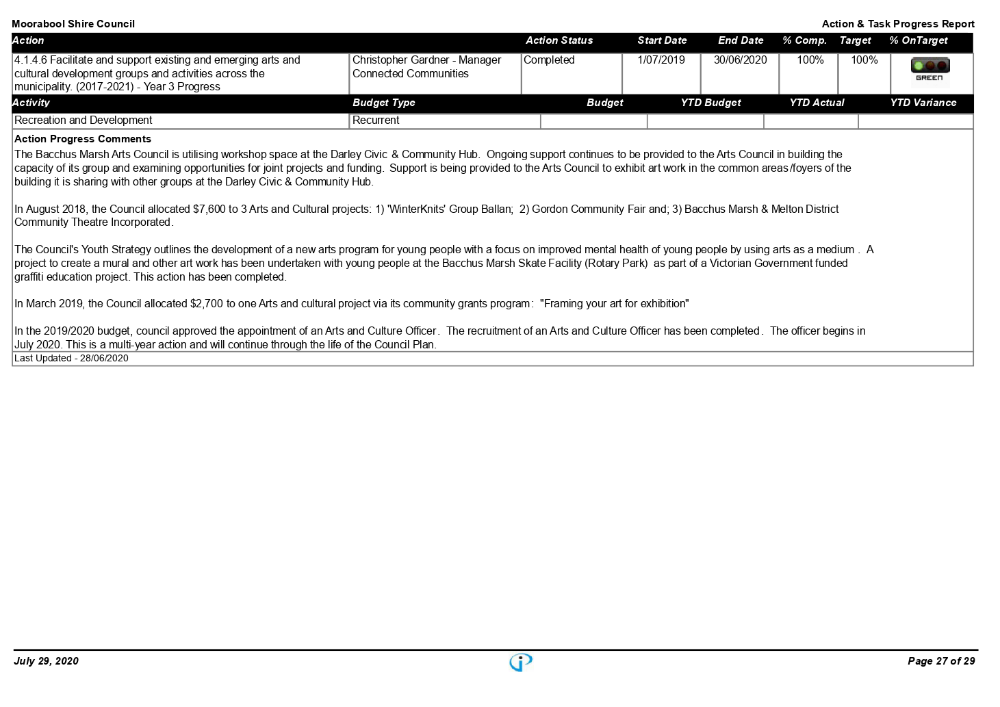 Moorabool Shire Council
Action & Task Progress Report
Action Action Status Start Date End Date % Comp. Target % OnTarget
4.1.4.6 Facilitate and support existing and emerging arts and
cultural development groups and activities across the
municipality. (2017-2021) - Year 3 Progress
Christopher Gardner - Manager
Connected Communities
Completed
1/07/2019
30/06/2020
100%
100%
GREEN
Activity Budget Type Budget YTD Budget YTD Actual YTD Variance
Recreation and Development Recurrent
Action Progress Comments
The Bacchus Marsh Arts Council is utilising workshop space at the Darley Civic & Community Hub. Ongoing support continues to be provided to the Arts Council in building the
capacity of its group and examining opportunities for joint projects and funding. Support is being provided to the Arts Council to exhibit art work in the common areas/foyers of the
building it is sharing with other groups at the Darley Civic & Community Hub.
In August 2018, the Council allocated $7,600 to 3 Arts and Cultural projects: 1) 'WinterKnits' Group Ballan; 2) Gordon Community Fair and; 3) Bacchus Marsh & Melton District
Community Theatre Incorporated.
The Council's Youth Strategy outlines the development of a new arts program for young people with a focus on improved mental health of young people by using arts as a medium . A
project to create a mural and other art work has been undertaken with young people at the Bacchus Marsh Skate Facility (Rotary Park) as part of a Victorian Government funded
graffiti education project. This action has been completed.
In March 2019, the Council allocated $2,700 to one Arts and cultural project via its community grants program: "Framing your art for exhibition"
In the 2019/2020 budget, council approved the appointment of an Arts and Culture Officer. The recruitment of an Arts and Culture Officer has been completed. The officer begins in
July 2020. This is a multi-year action and will continue through the life of the Council Plan.
Last Updated - 28/06/2020
July 29, 2020
Page 27 of 29